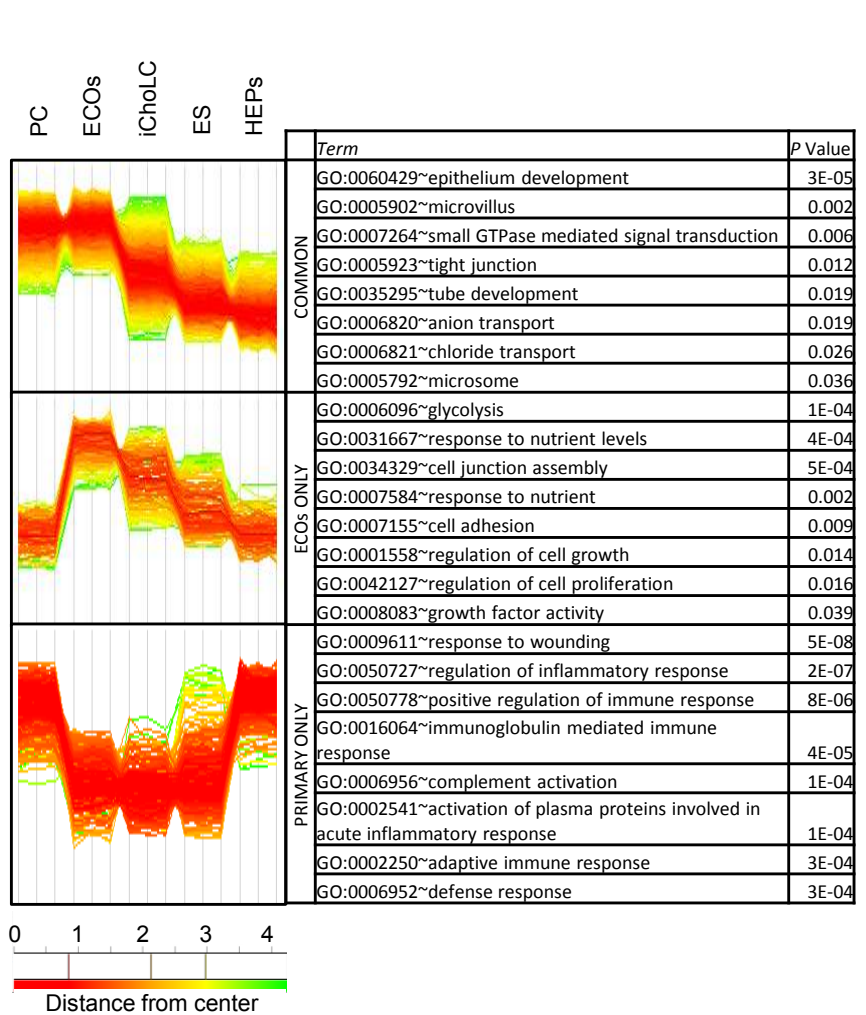 PC
ECOs
iChoLC
ES
HEPs
Term P Value
COMMON
GO:0060429~epithelium development 3E-05
GO:0005902~microvillus 0.002
GO:0007264~small GTPase mediated signal transduction 0.006
GO:0005923~tight junction 0.012
GO:0035295~tube development 0.019
GO:0006820~anion transport 0.019
GO:0006821~chloride transport 0.026
GO:0005792~microsome 0.036
ECOs ONLY
GO:0006096~glycolysis 1E-04
GO:0031667~response to nutrient levels 4E-04
GO:0034329~cell junction assembly 5E-04
GO:0007584~response to nutrient 0.002
GO:0007155~cell adhesion 0.009
GO:0001558~regulation of cell growth 0.014
GO:0042127~regulation of cell proliferation 0.016
GO:0008083~growth factor activity 0.039
PRIMARY ONLY
GO:0009611~response to wounding 5E-08
GO:0050727~regulation of inflammatory response 2E-07
GO:0050778~positive regulation of immune response 8E-06
GO:0016064~immunoglobulin mediated immune
response 4E-05
GO:0006956~complement activation 1E-04
GO:0002541~activation of plasma proteins involved in
acute inflammatory response 1E-04
GO:0002250~adaptive immune response 3E-04
GO:0006952~defense response 3E-04
0 1 2 3 4
Distance from center